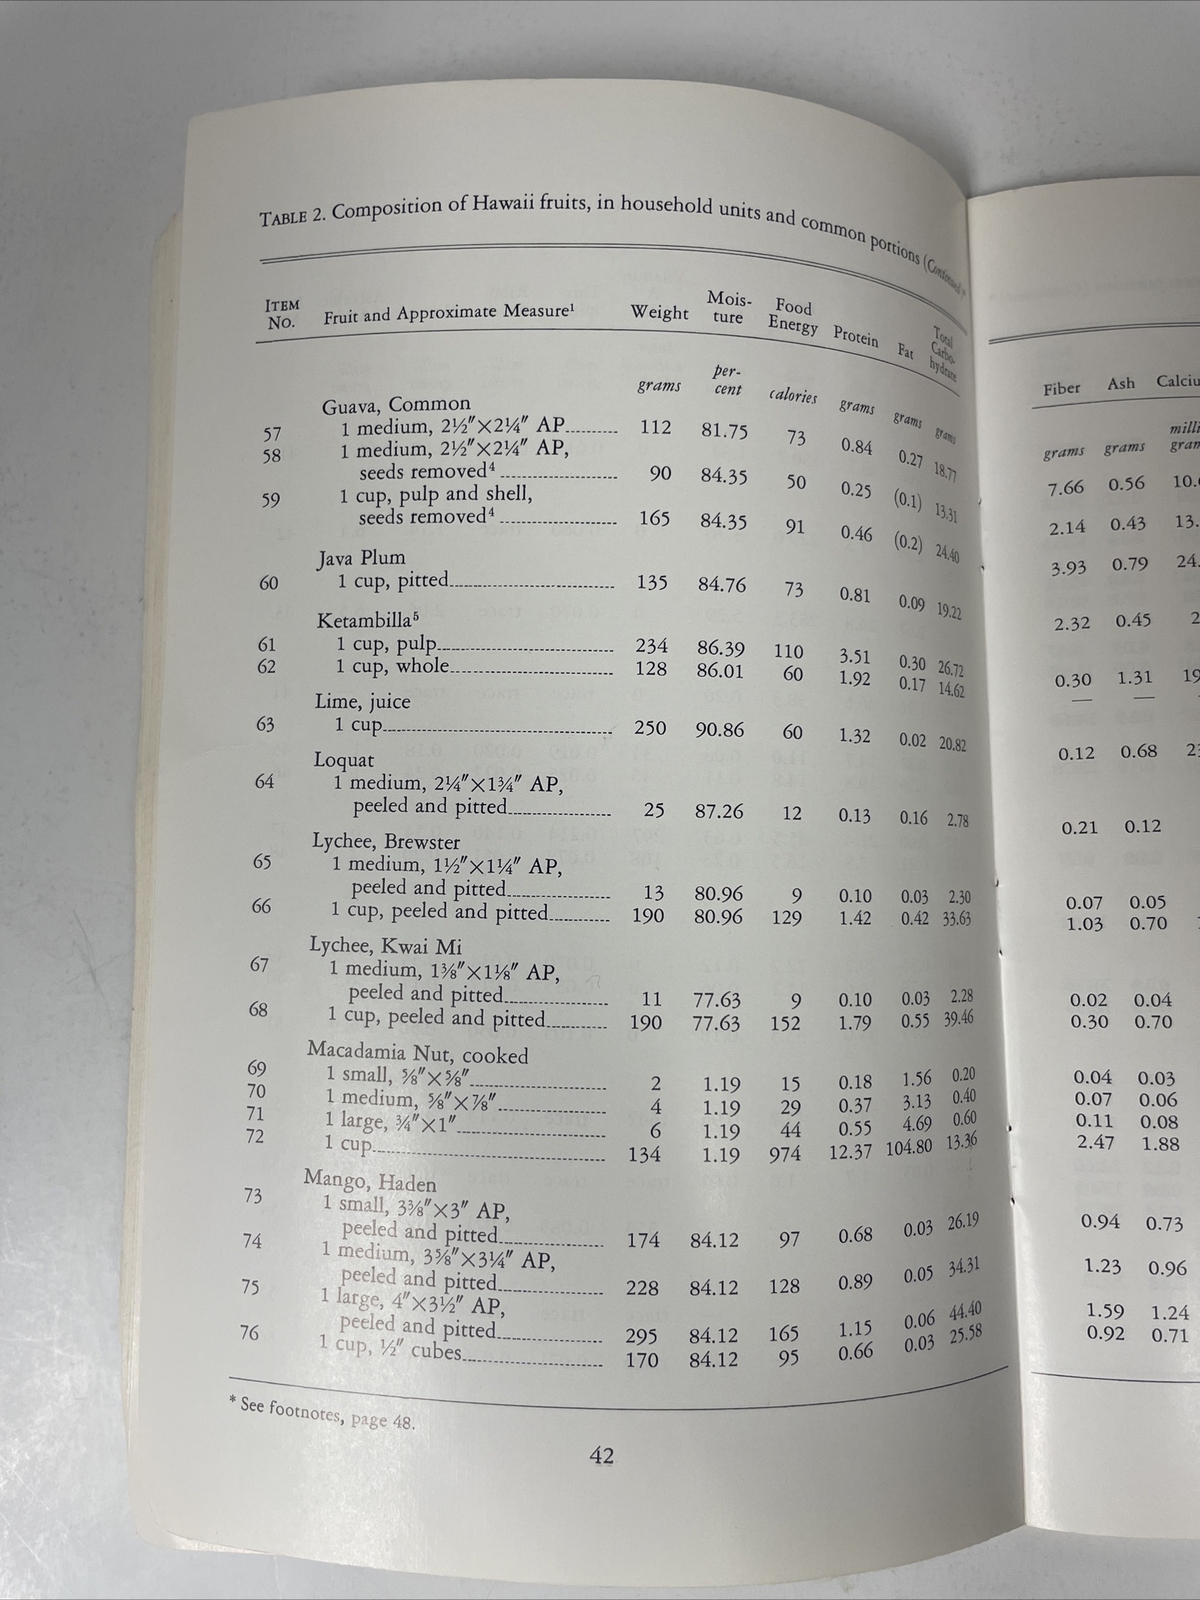 TABLE 2. Composition of Hawaii fruits, in household units and common portions (Continued)*
ITEM No. Fruit and Approximate Measure¹ Weight Mois-ture Food Energy Protein Fat Total Carbo-hydrate
grams per-cent calories grams grams grams
Guava, Common
57 1 medium, 2½″×2¼″ AP 112 81.75 73 0.84 0.27 18.77
58 1 medium, 2½″×2¼″ AP,
seeds removed⁴ 90 84.35 50 0.25 (0.1) 13.31
59 1 cup, pulp and shell,
seeds removed⁴ 165 84.35 91 0.46 (0.2) 24.40
Java Plum
60 1 cup, pitted 135 84.76 73 0.81 0.09 19.22
Ketambilla⁵
61 1 cup, pulp 234 86.39 110 3.51 0.30 26.72
62 1 cup, whole 128 86.01 60 1.92 0.17 14.62
Lime, juice
63 1 cup 250 90.86 60 1.32 0.02 20.82
Loquat
64 1 medium, 2¼″×1¾″ AP,
peeled and pitted 25 87.26 12 0.13 0.16 2.78
Lychee, Brewster
65 1 medium, 1½″×1¼″ AP,
peeled and pitted 13 80.96 9 0.10 0.03 2.30
66 1 cup, peeled and pitted 190 80.96 129 1.42 0.42 33.63
Lychee, Kwai Mi
67 1 medium, 1⅜″×1⅛″ AP,
peeled and pitted 11 77.63 9 0.10 0.03 2.28
68 1 cup, peeled and pitted 190 77.63 152 1.79 0.55 39.46
Macadamia Nut, cooked
69 1 small, ⅝″×⅝″ 2 1.19 15 0.18 1.56 0.20
70 1 medium, ⅝″×⅞″ 4 1.19 29 0.37 3.13 0.40
71 1 large, ¾″×1″ 6 1.19 44 0.55 4.69 0.60
72 1 cup 134 1.19 974 12.37 104.80 13.36
Mango, Haden
73 1 small, 3⅜″×3″ AP,
peeled and pitted 174 84.12 97 0.68 0.03 26.19
74 1 medium, 3⅝″×3¼″ AP,
peeled and pitted 228 84.12 128 0.89 0.05 34.31
75 1 large, 4″×3½″ AP,
peeled and pitted 295 84.12 165 1.15 0.06 44.40
76 1 cup, ½″ cubes 170 84.12 95 0.66 0.03 25.58
* See footnotes, page 48.
42
Fiber Ash Calciu
grams grams milli gram
7.66 0.56 10.
2.14 0.43 13.
3.93 0.79 24.
2.32 0.45 2
0.30 1.31 19
— — —
0.12 0.68 2
0.21 0.12
0.07 0.05
1.03 0.70 1
0.02 0.04
0.30 0.70
0.04 0.03
0.07 0.06
0.11 0.08
2.47 1.88
0.94 0.73
1.23 0.96
1.59 1.24
0.92 0.71